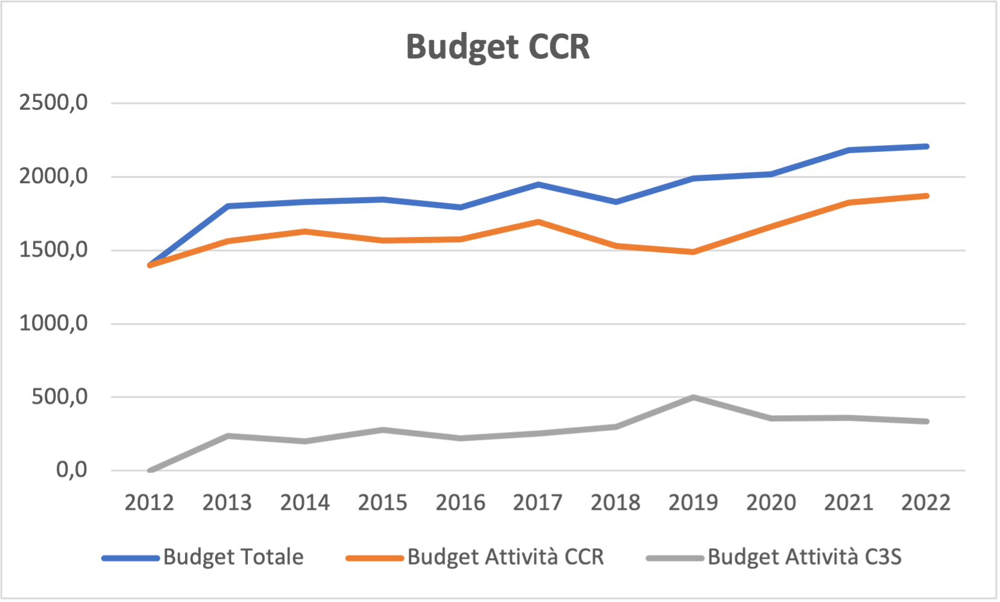 Budget CCR
2500,0
2000,0
1500,0
1000,0
500,0
0,0
2012 2013 2014 2015 2016 2017 2018 2019 2020 2021 2022
Budget Totale Budget Attività CCR Budget Attività C3S